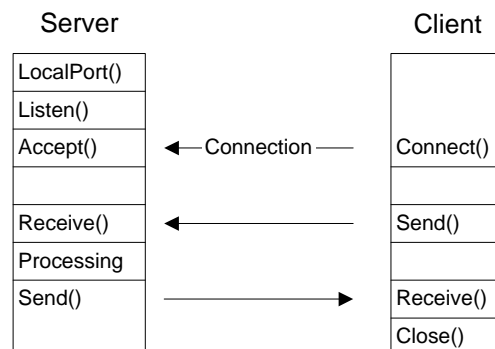 Server Client
LocalPort()
Listen()
Accept() Connection Connect()
Receive() Send()
Processing
Send() Receive()
Close()